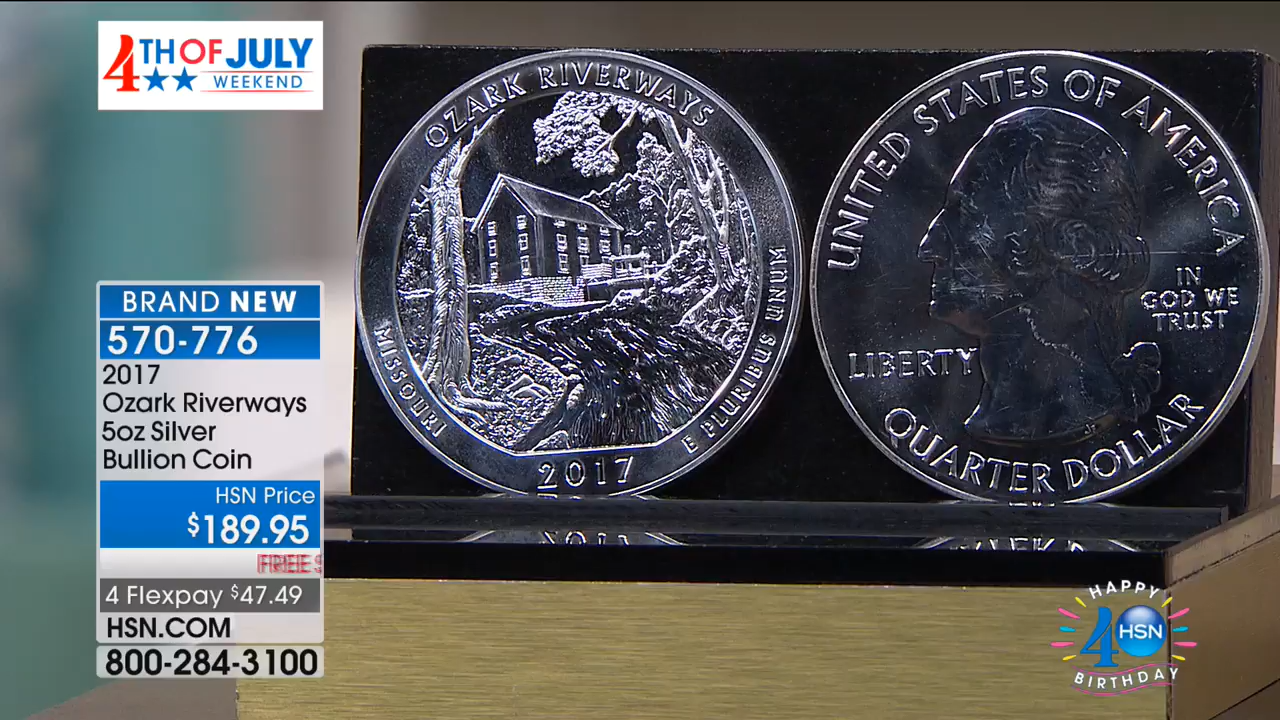 4TH OF JULY
WEEKEND
BRAND NEW
570-776
2017
Ozark Riverways
5oz Silver
Bullion Coin
HSN Price
$189.95
FREE S
4 Flexpay $47.49
HSN.COM
800-284-3100
OZARK RIVERWAYS
MISSOURI
2017
E PLURIBUS UNUM
UNITED STATES OF AMERICA
IN
GOD WE
TRUST
LIBERTY
QUARTER DOLLAR
HAPPY
40
HSN
BIRTHDAY